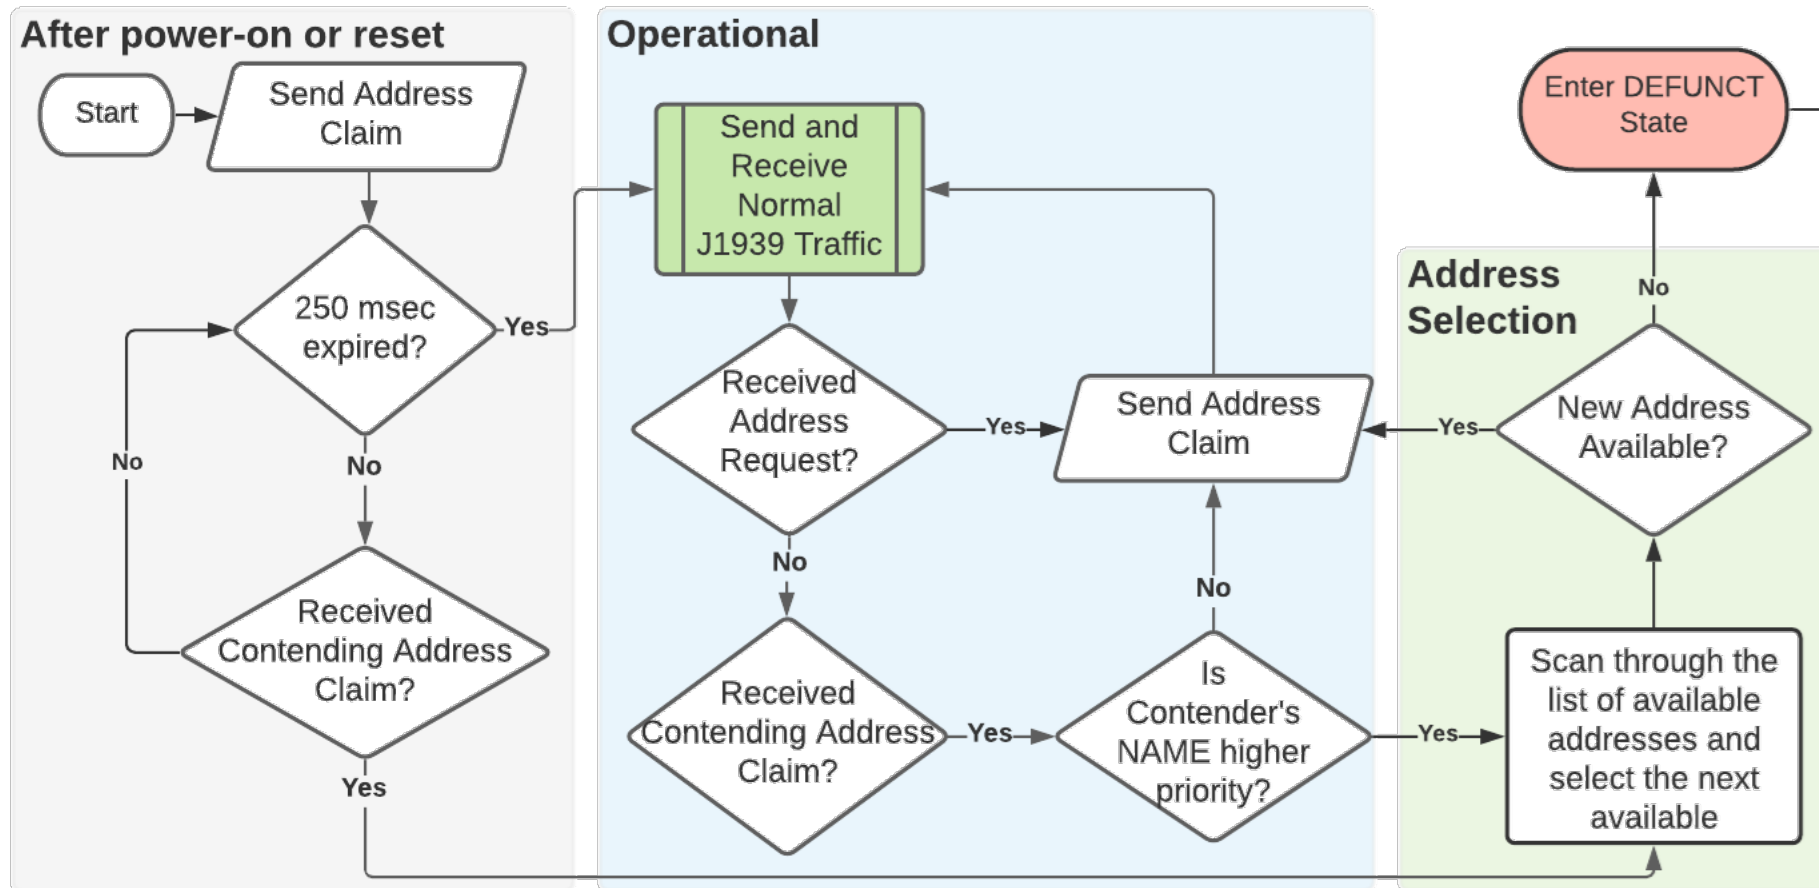 After power-on or reset
Start
Send Address
Claim
250 msec
expired?
Yes
No
No
Received
Contending Address
Claim?
Yes
Operational
Send and
Receive
Normal
J1939 Traffic
Received
Address
Request?
Yes
Send Address
Claim
No
Received
Contending Address
Claim?
Yes
Is
Contender's
NAME higher
priority?
No
Yes
Enter DEFUNCT
State
Address
Selection
No
New Address
Available?
Yes
Scan through the
list of available
addresses and
select the next
available